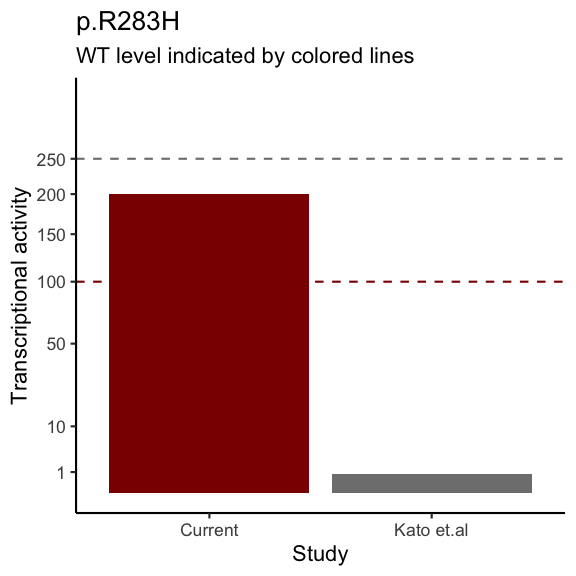 p.R283H
WT level indicated by colored lines
Transcriptional activity
250
200
150
100
50
10
1
Current
Kato et.al
Study